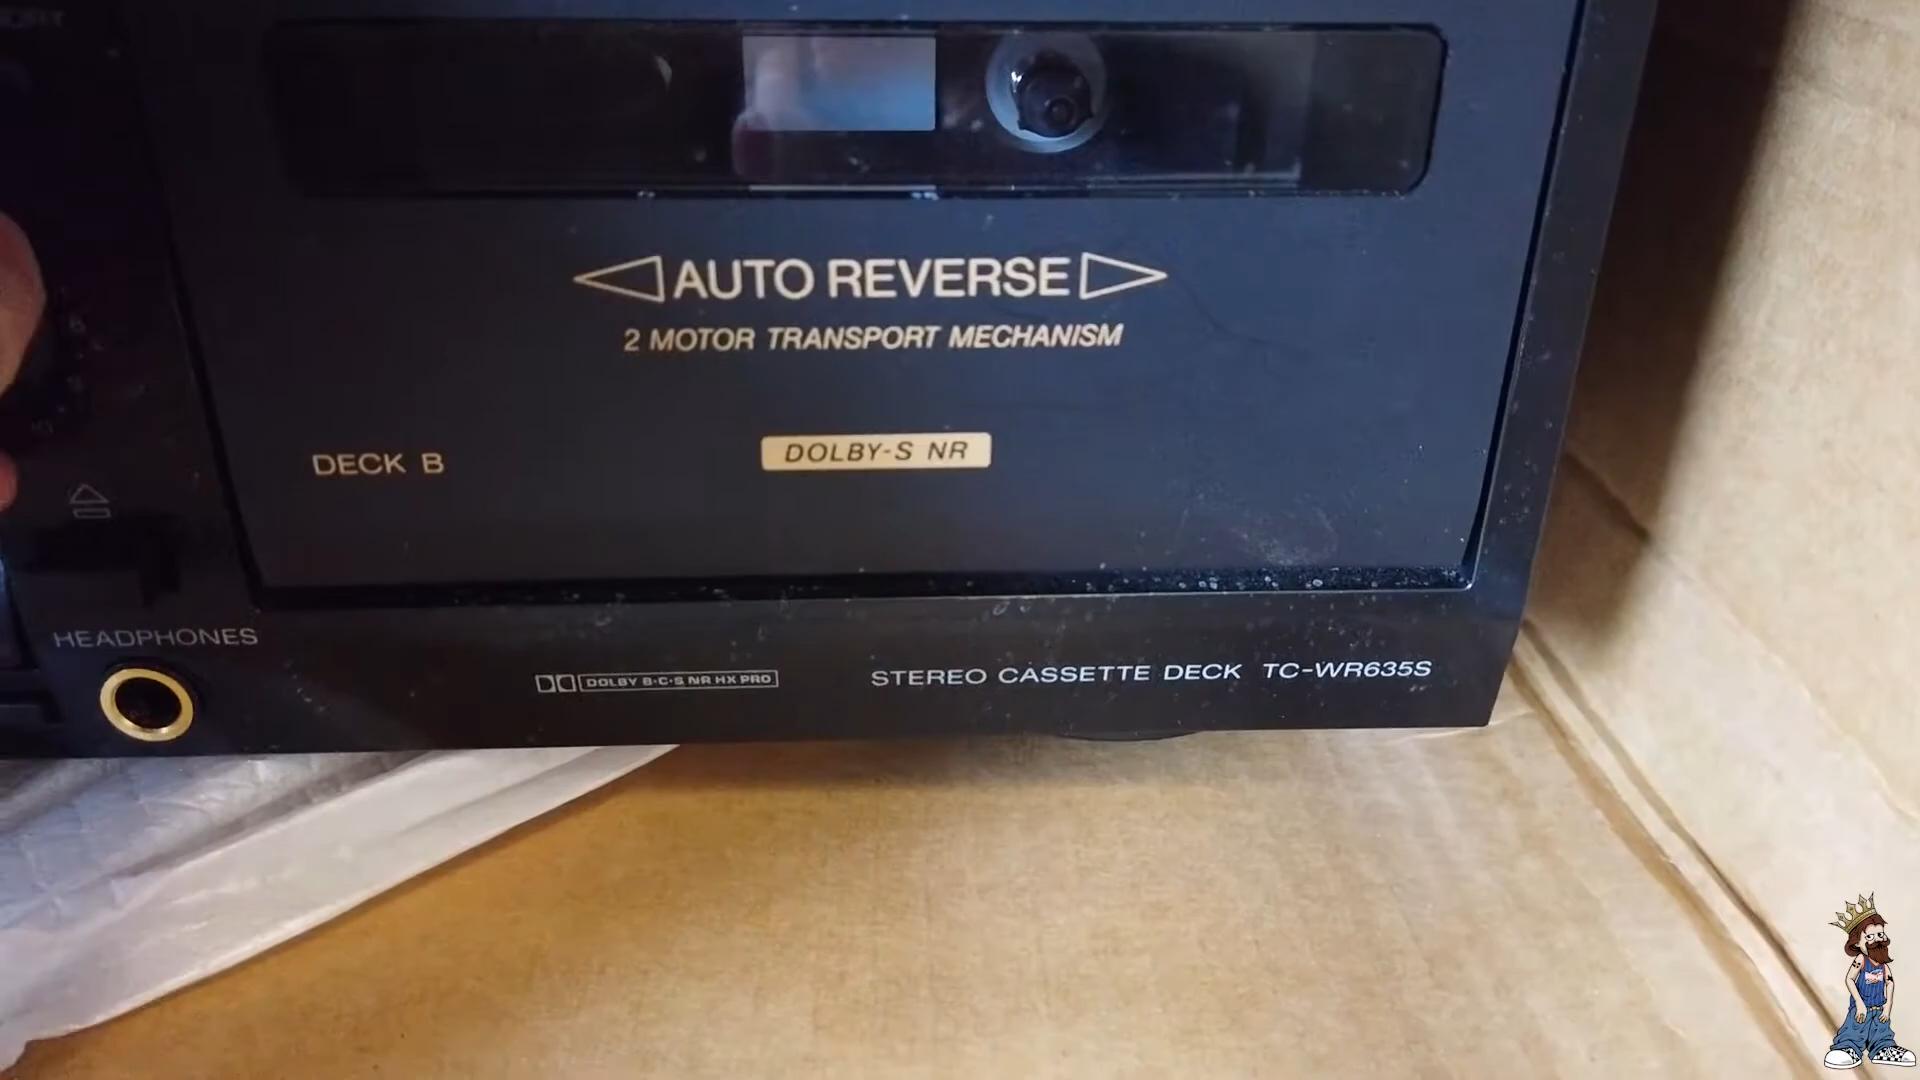 AUTO REVERSE
2 MOTOR TRANSPORT MECHANISM
DECK B
DOLBY-S NR
HEADPHONES
DOLBY B·C·S NR HX PRO
STEREO CASSETTE DECK TC-WR635S